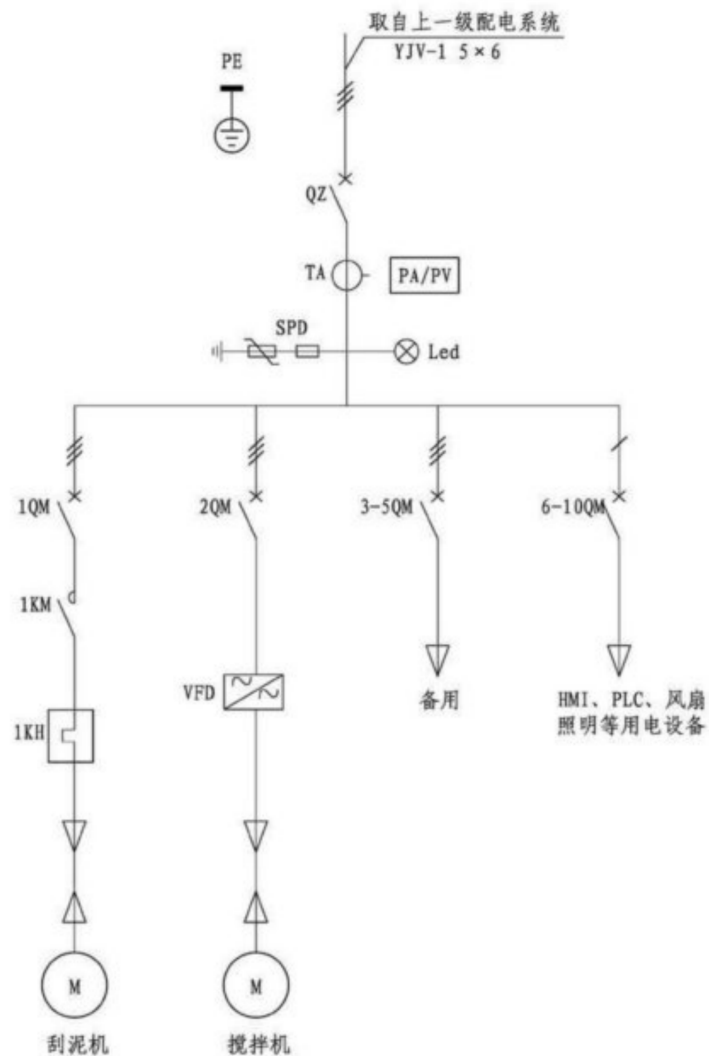 取自上一级配电系统
YJV-1 5×6
PE
QZ
TA
PA/PV
SPD
Led
1QM
2QM
3-5QM
6-10QM
1KM
VFD
备用
HMI、PLC、风扇
照明等用电设备
1KH
M
M
刮泥机
搅拌机